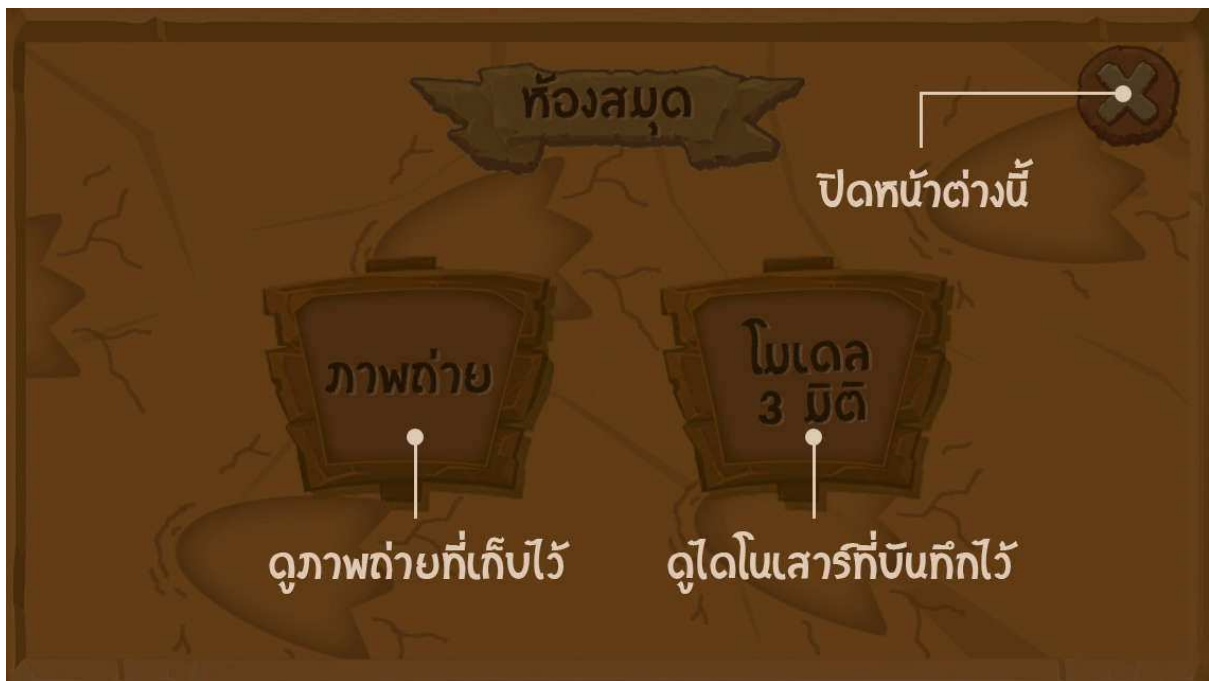 ห้องสมุด
ปิดหน้าต่างนี้
ภาพถ่าย
โมเดล
3 มิติ
ดูภาพถ่ายที่เก็บไว้
ดูไดโนเสาร์ที่บันทึกไว้